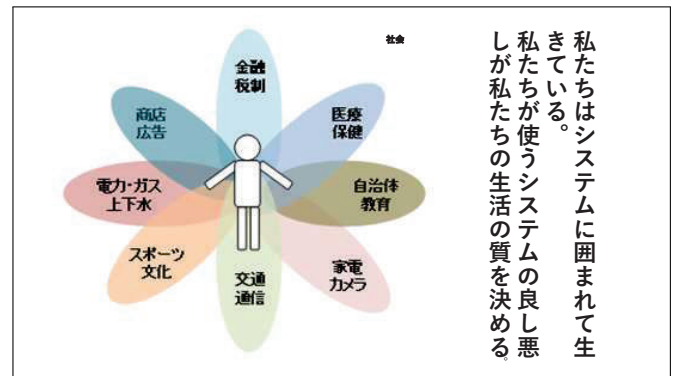 私たちはシステムに囲まれて生
きている。
私たちが使うシステムの良し悪
しが私たちの生活の質を決める。
社会
金融
税制
医療
保健
自治体
教育
家電
カメラ
交通
通信
スポーツ
文化
電力・ガス
上下水
商店
広告